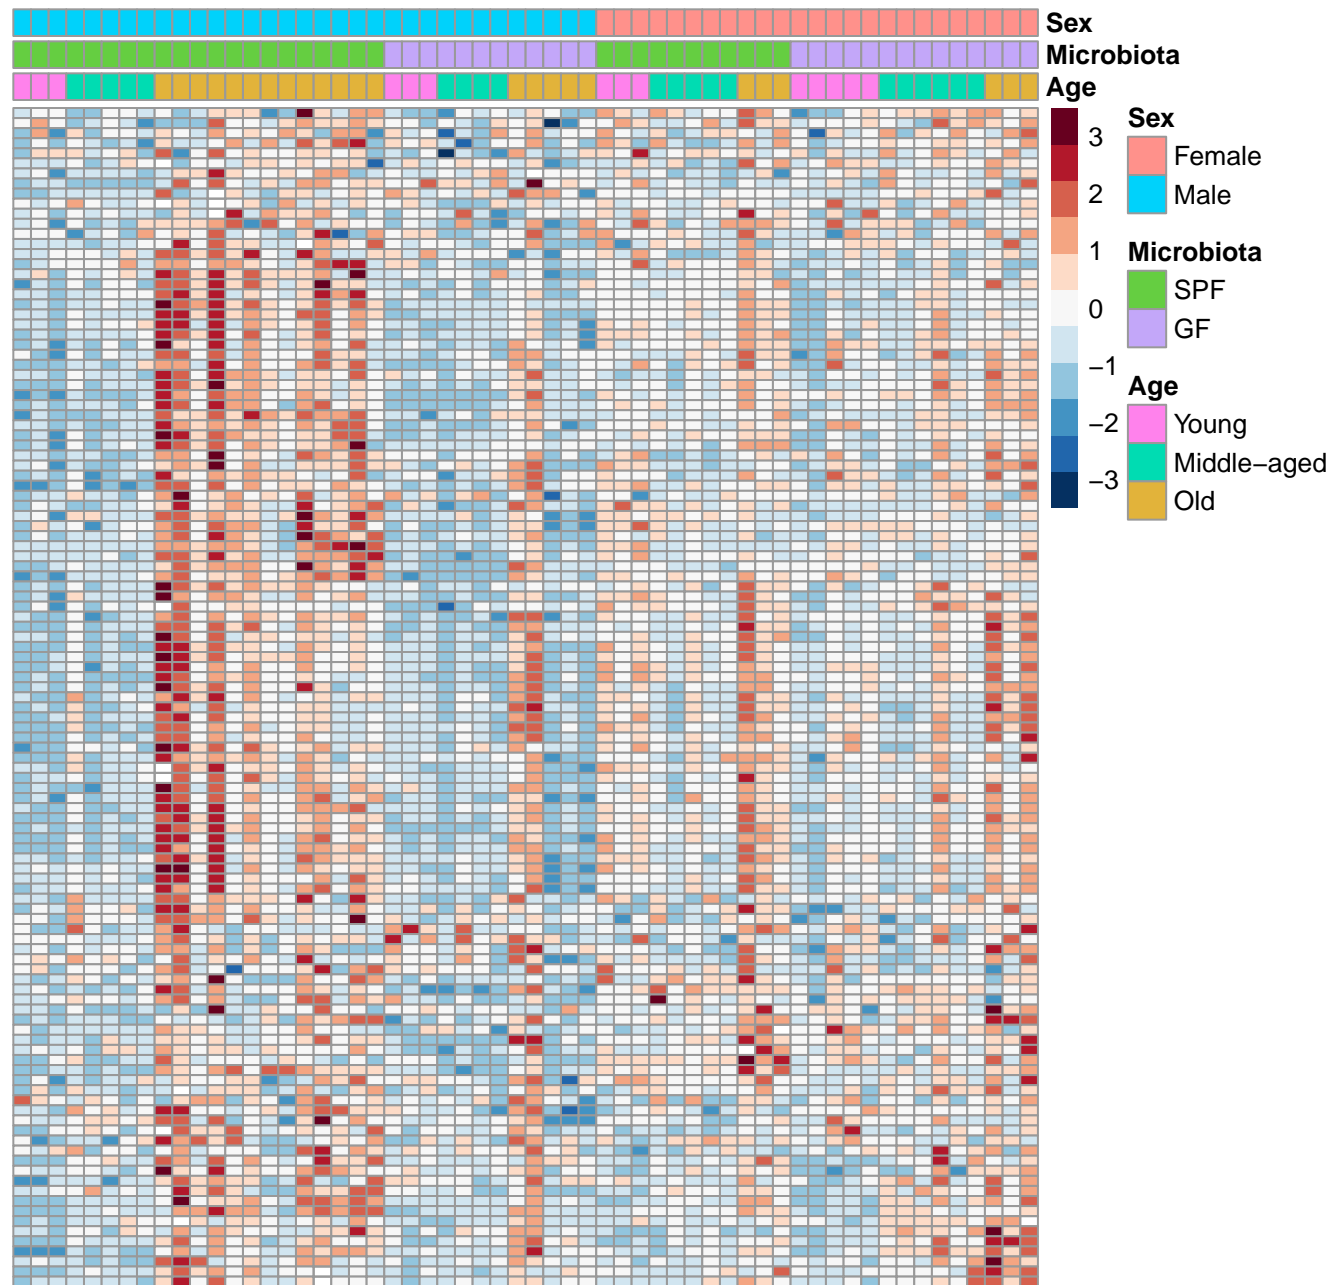 Sex
Microbiota
Age
3
2
1
0
−1
−2
−3
Sex
Female
Male
Microbiota
SPF
GF
Age
Young
Middle−aged
Old